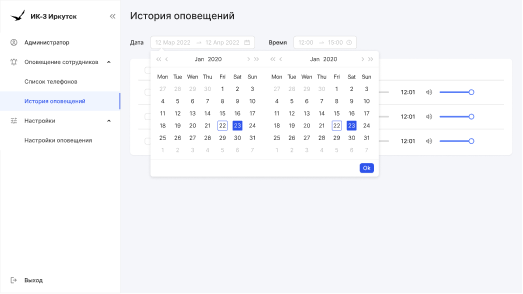 ИК-3 Иркутск
Администратор
Оповещение сотрудников
Список телефонов
История оповещений
Настройки
Настройки оповещения
Выход
История оповещений
Дата 12 Мар 2022 → 12 Апр 2022 Время 12:00 → 15:00
Jan 2020 Jan 2020
Mon Tue Wen Thu Fri Sat Sun Mon Tue Wen Thu Fri Sat Sun
27 28 29 30 1 2 3 27 28 29 30 1 2 3
4 5 6 7 8 9 10 4 5 6 7 8 9 10
11 12 13 14 15 16 17 11 12 13 14 15 16 17
18 19 20 21 22 23 24 18 19 20 21 22 23 24
25 26 27 28 29 30 31 25 26 27 28 29 30 31
1 2 3 4 5 6 7 1 2 3 4 5 6 7
Ok
12:01
12:01
12:01